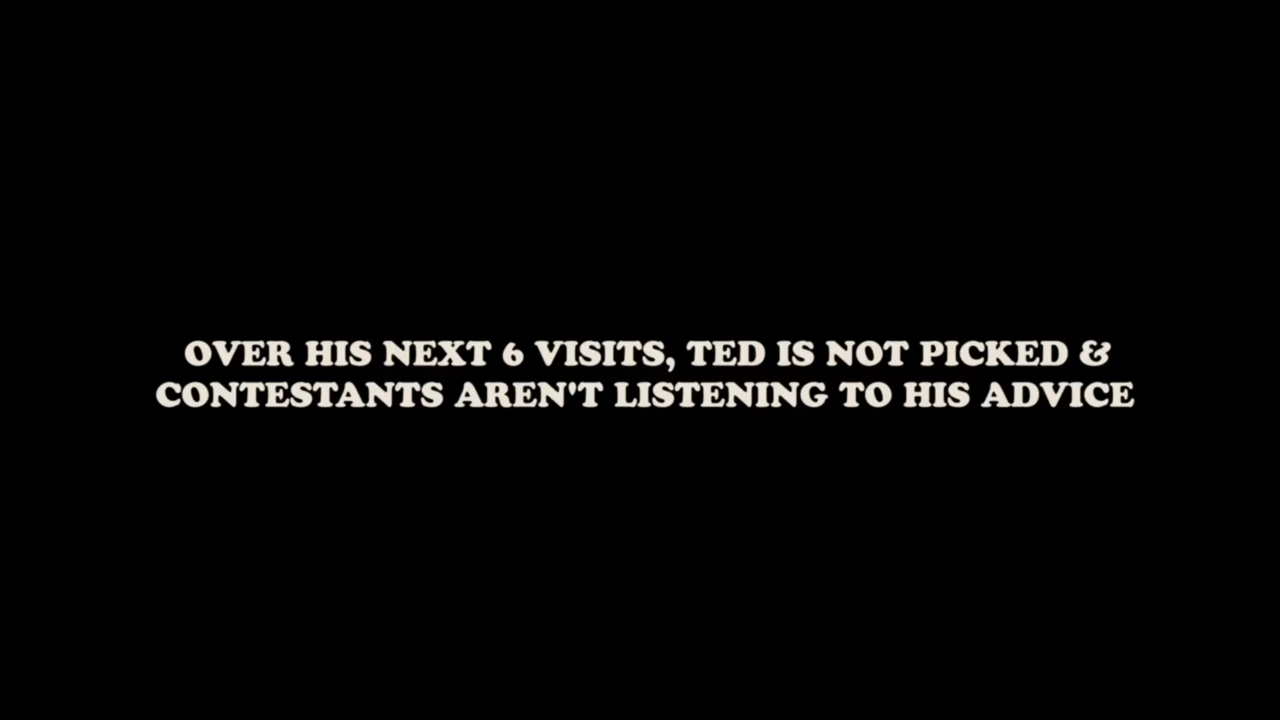 OVER HIS NEXT 6 VISITS, TED IS NOT PICKED &
CONTESTANTS AREN'T LISTENING TO HIS ADVICE